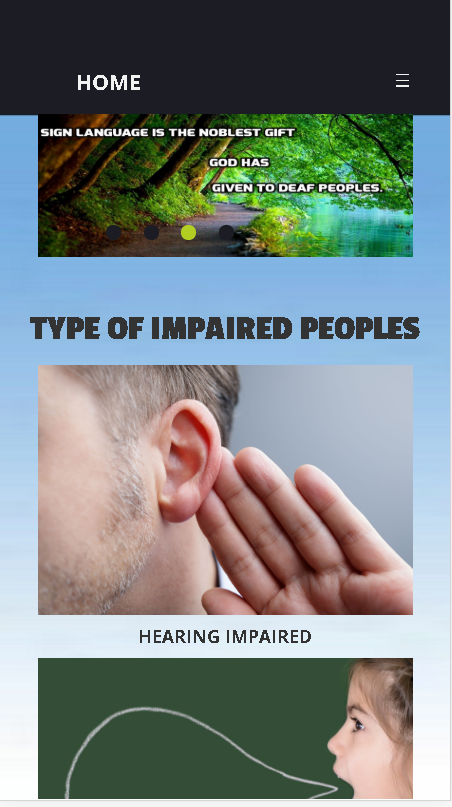 HOME
SIGN LANGUAGE IS THE NOBLEST GIFT
GOD HAS
GIVEN TO DEAF PEOPLES.
TYPE OF IMPAIRED PEOPLES
HEARING IMPAIRED